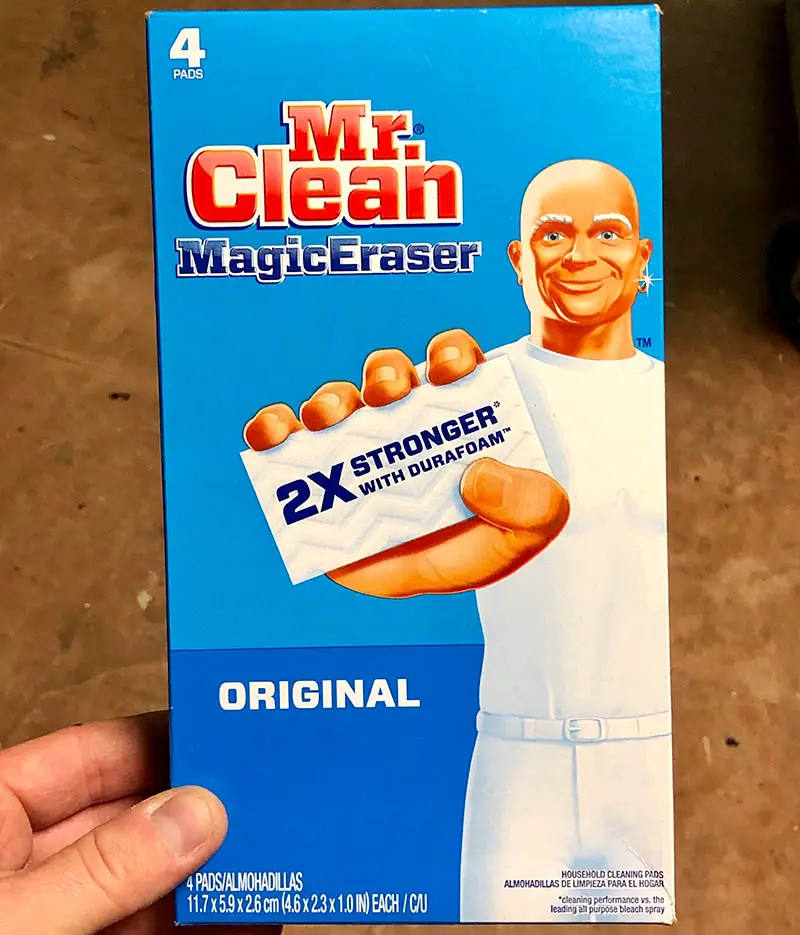 4
PADS
Mr.®
Clean
MagicEraser
TM
2X STRONGER*
WITH DURAFOAM™
ORIGINAL
4 PADS/ALMOHADILLAS
11.7 x 5.9 x 2.6 cm (4.6 x 2.3 x 1.0 IN) EACH / C/U
HOUSEHOLD CLEANING PADS
ALMOHADILLAS DE LIMPIEZA PARA EL HOGAR
*cleaning performance vs. the
leading all purpose bleach spray